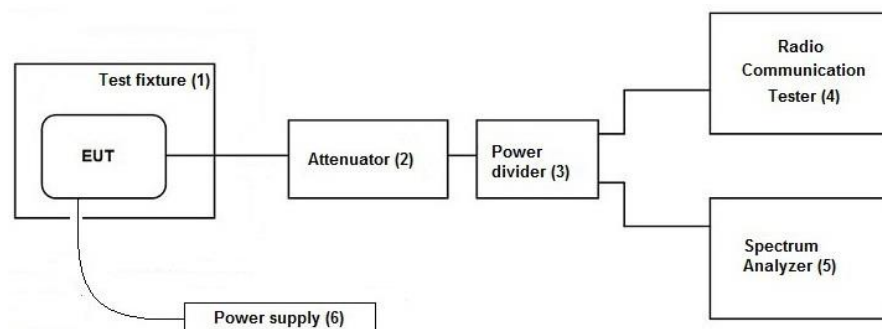 Test fixture (1)
EUT
Attenuator (2)
Power
divider (3)
Radio
Communication
Tester (4)
Spectrum
Analyzer (5)
Power supply (6)